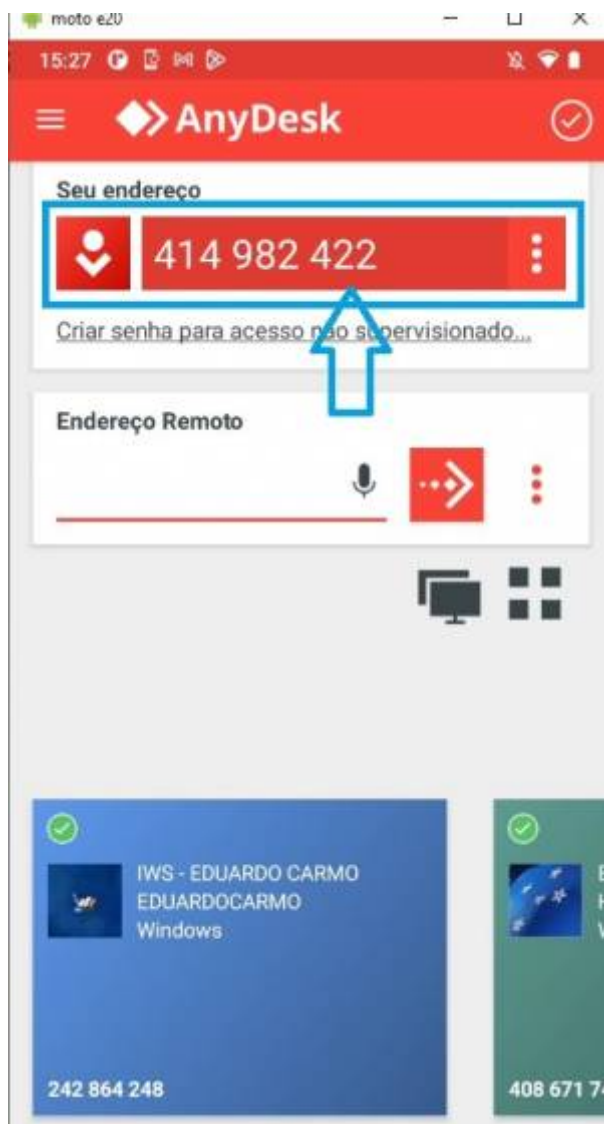 moto e20
15:27
AnyDesk
Seu endereço
414 982 422
Criar senha para acesso não supervisionado...
Endereço Remoto
IWS - EDUARDO CARMO
EDUARDOCARMO
Windows
242 864 248
408 671